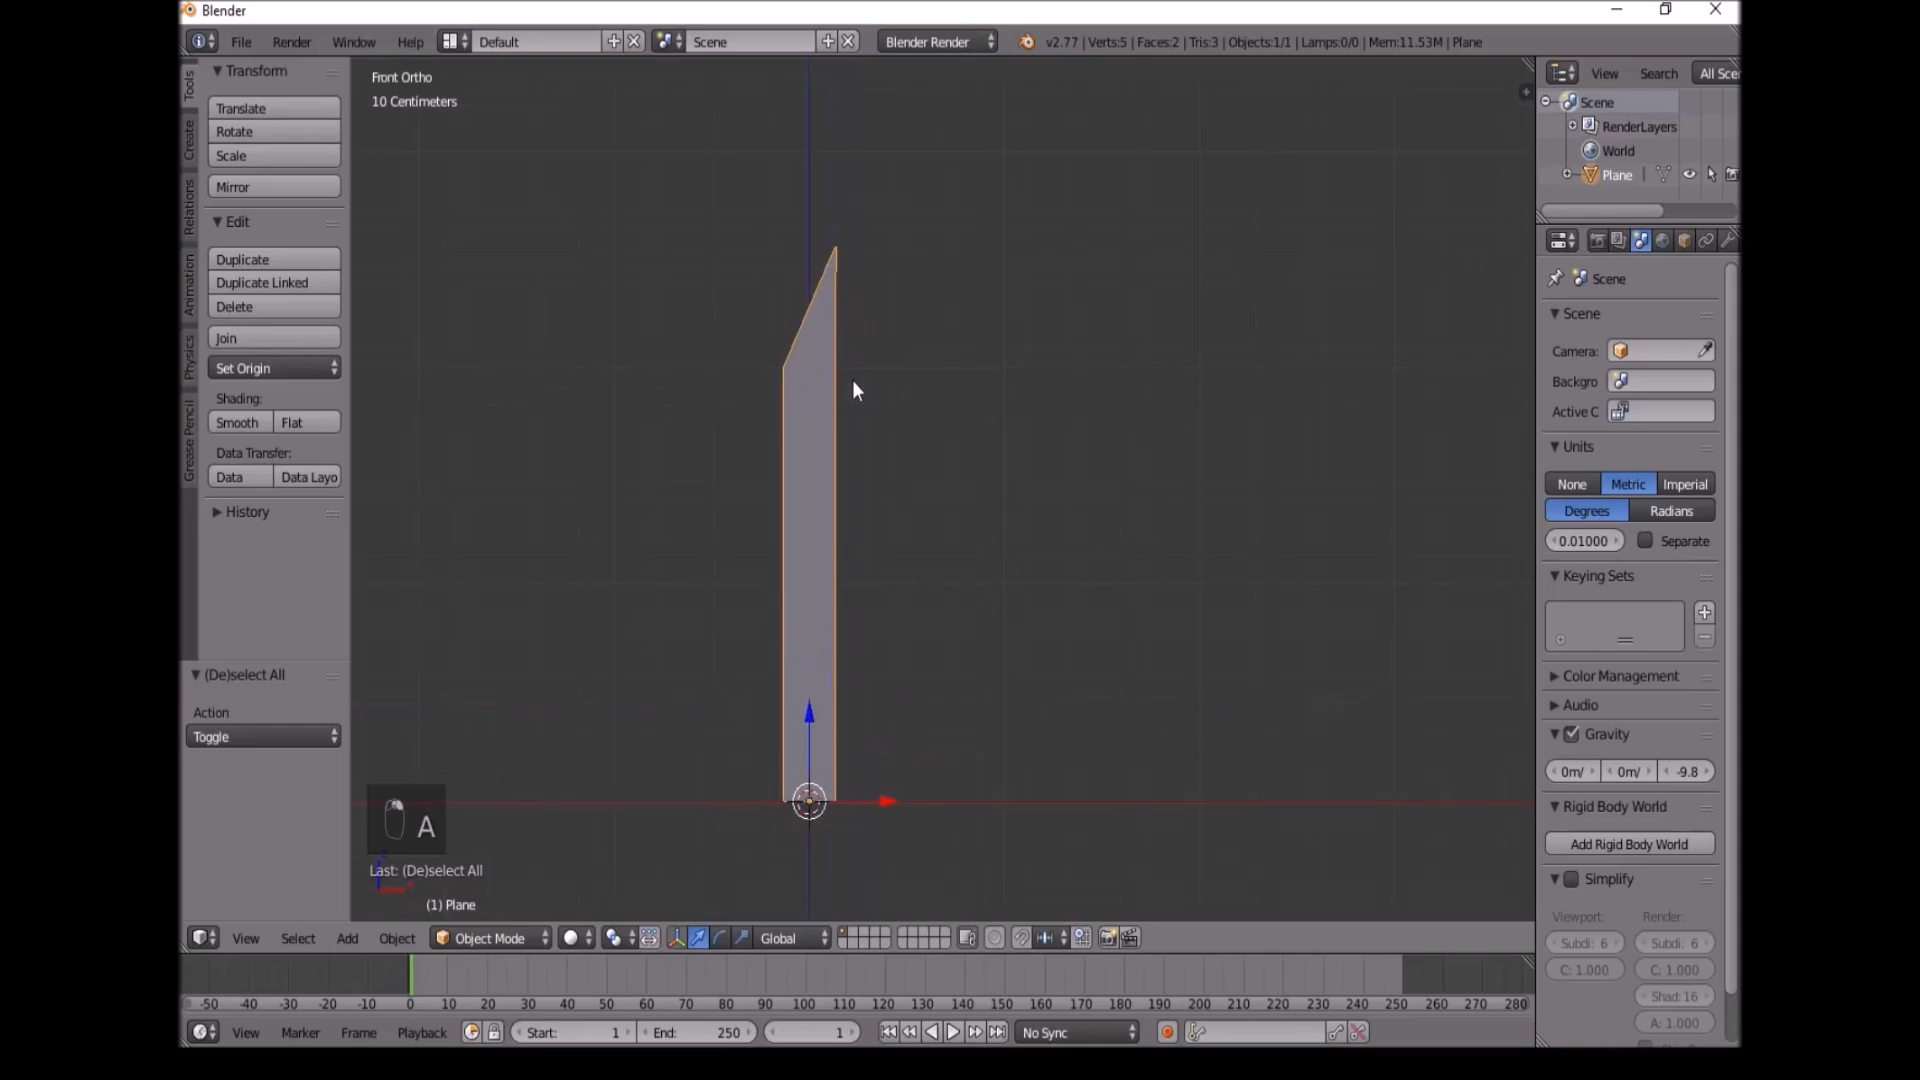 Blender
File Render Window Help Default Scene Blender Render v2.77 | Verts:5 | Faces:2 | Tris:3 | Objects:1/1 | Lamps:0/0 | Mem:11.53M | Plane
Tools
Create
Relations
Animation
Physics
Grease Pencil
Transform
Translate
Rotate
Scale
Mirror
Edit
Duplicate
Duplicate Linked
Delete
Join
Set Origin
Shading:
Smooth Flat
Data Transfer:
Data Data Layo
History
(De)select All
Action
Toggle
Front Ortho
10 Centimeters
A
Last: (De)select All
(1) Plane
View Search All Sce
Scene
RenderLayers
World
Plane
Scene
Scene
Camera:
Backgro
Active C
Units
None Metric Imperial
Degrees Radians
0.01000 Separate
Keying Sets
Color Management
Audio
Gravity
0m/ 0m/ -9.8
Rigid Body World
Add Rigid Body World
Simplify
Viewport: Render:
Subdi: 6 Subdi: 6
C: 1.000 C: 1.000
Shad:16
A: 1.000
View Select Add Object Object Mode Global
-50 -40 -30 -20 -10 0 10 20 30 40 50 60 70 80 90 100 110 120 130 140 150 160 170 180 190 200 210 220 230 240 250 260 270 280
View Marker Frame Playback Start: 1 End: 250 1 No Sync